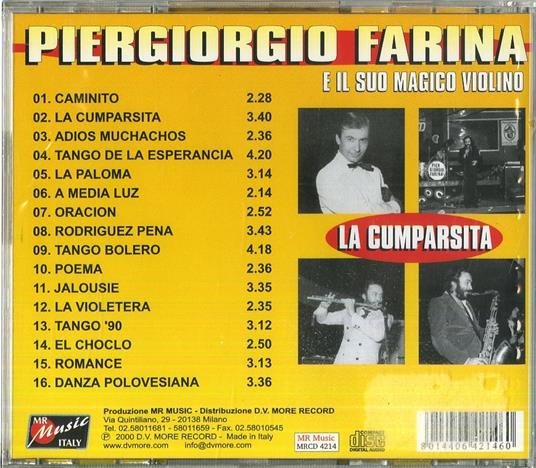 PIERGIORGIO FARINA
E IL SUO MAGICO VIOLINO
01. CAMINITO 2.28
02. LA CUMPARSITA 3.40
03. ADIOS MUCHACHOS 2.36
04. TANGO DE LA ESPERANCIA 4.20
05. LA PALOMA 3.14
06. A MEDIA LUZ 2.14
07. ORACION 2.52
08. RODRIGUEZ PENA 3.43
09. TANGO BOLERO 4.18
10. POEMA 2.36
11. JALOUSIE 3.35
12. LA VIOLETERA 2.35
13. TANGO '90 3.12
14. EL CHOCLO 2.50
15. ROMANCE 3.13
16. DANZA POLOVESIANA 3.36
PIER
GIORGIO
FARINA
LA CUMPARSITA
MR
Music
ITALY
Produzione MR MUSIC - Distribuzione D.V. MORE RECORD
Via Quintiliano, 29 - 20138 Milano
Tel. 02.58011681 - 58011659 - Fax. 02.58010545
℗ © 2000 D.V. MORE RECORD - Made in Italy
www.dvmore.com - info@dvmore.com
MR Music
MRCD 4214
COMPACT
disc
DIGITAL AUDIO
8014406421460